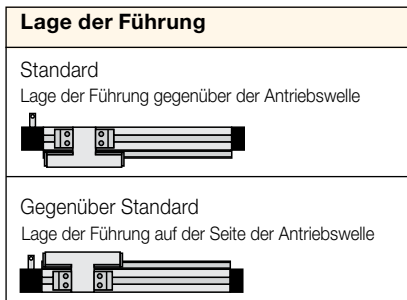 Lage der Führung
Standard
Lage der Führung gegenüber der Antriebswelle
Gegenüber Standard
Lage der Führung auf der Seite der Antriebswelle